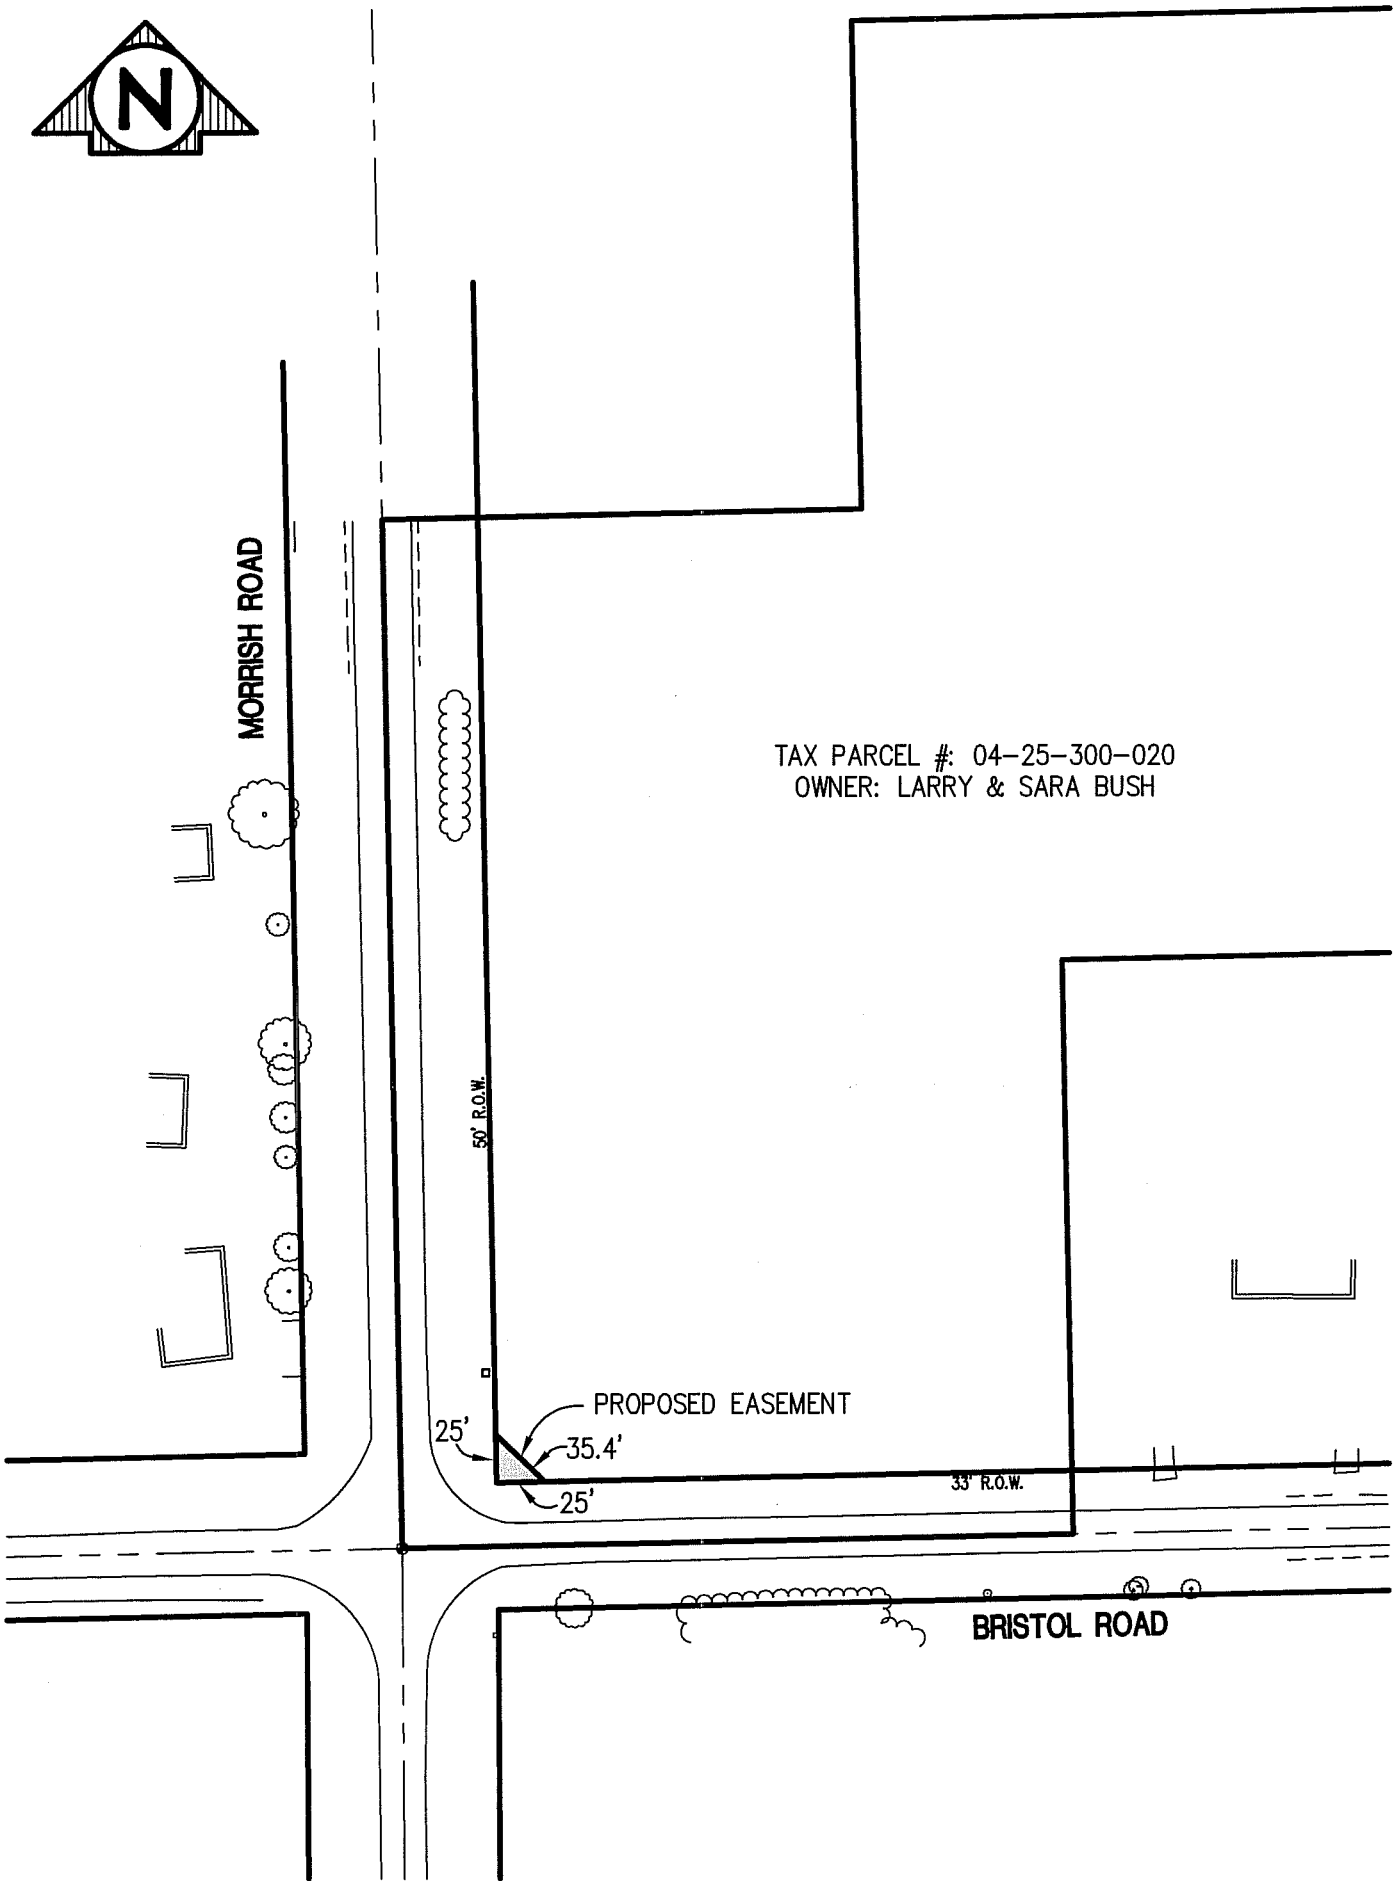 N
MORRISH ROAD
TAX PARCEL #: 04-25-300-020
OWNER: LARRY & SARA BUSH
50' R.O.W.
PROPOSED EASEMENT
25'
35.4'
25'
33' R.O.W.
BRISTOL ROAD